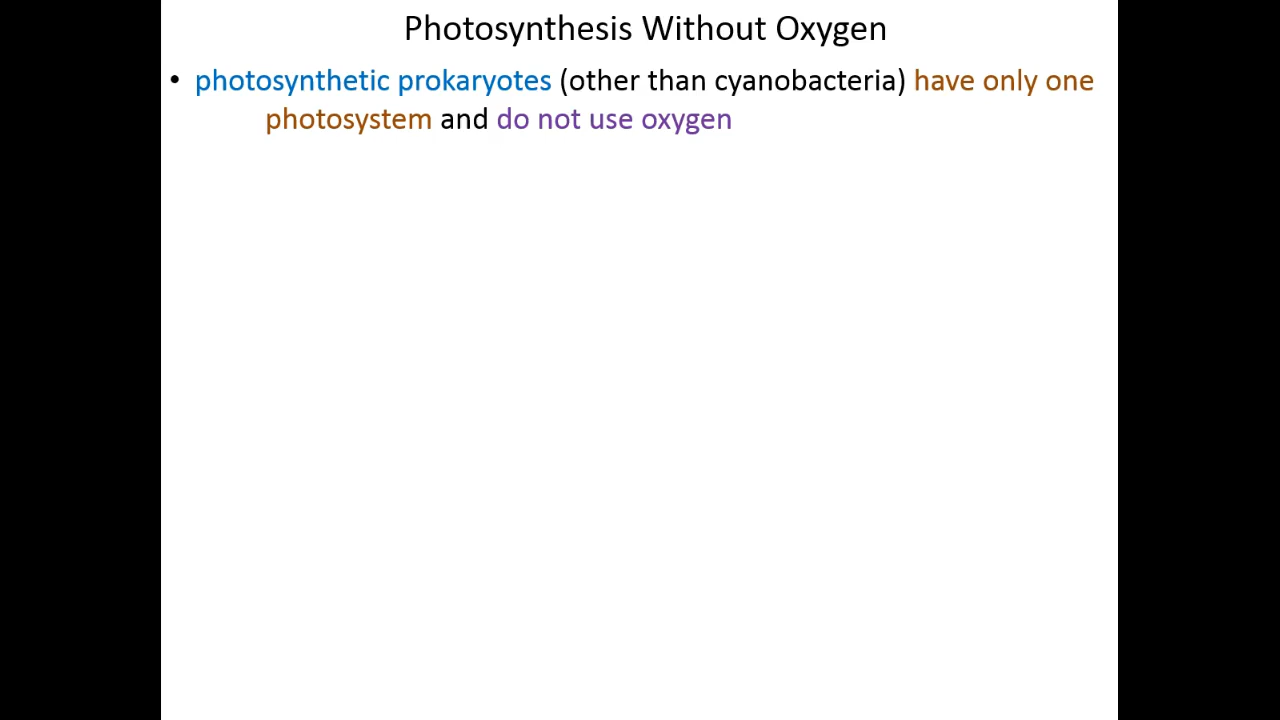 Photosynthesis Without Oxygen
• photosynthetic prokaryotes (other than cyanobacteria) have only one
photosystem and do not use oxygen